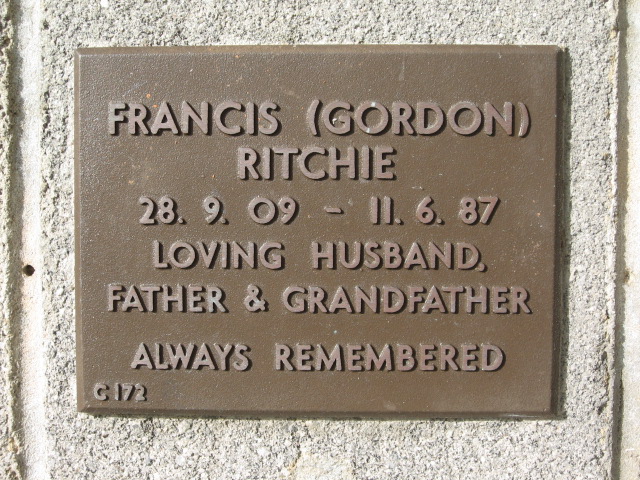 FRANCIS (GORDON)
RITCHIE
28. 9. 09 - 11. 6. 87
LOVING HUSBAND,
FATHER & GRANDFATHER
ALWAYS REMEMBERED
C 172